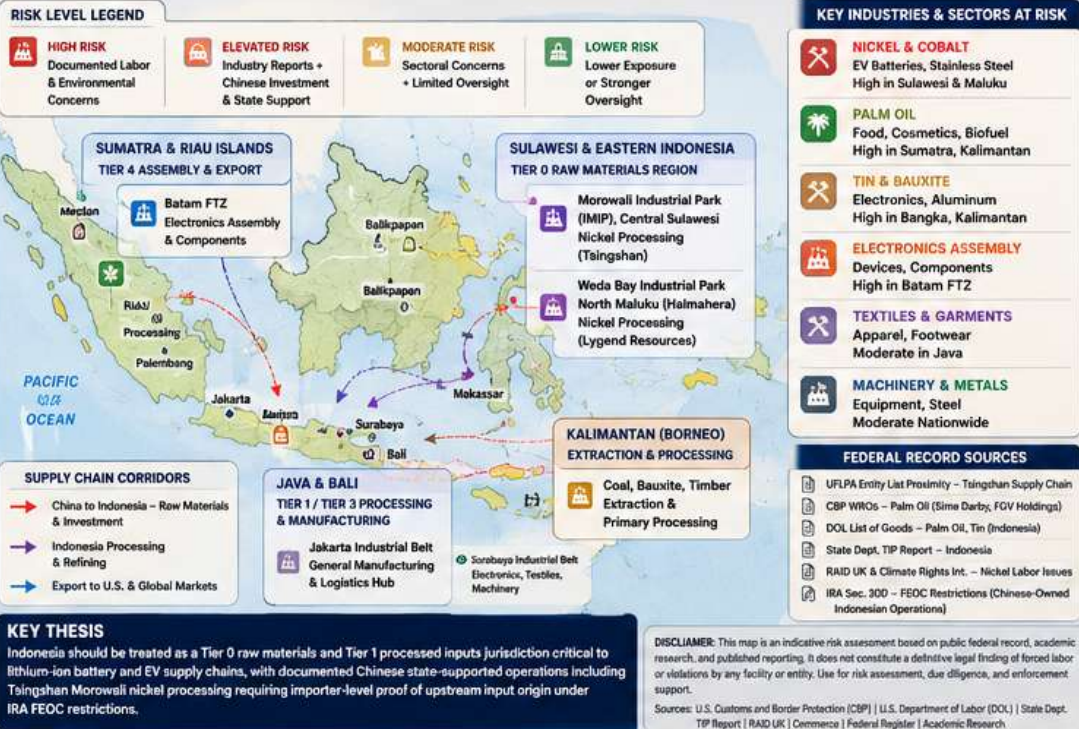 RISK LEVEL LEGEND
HIGH RISK
Documented Labor
& Environmental
Concerns
ELEVATED RISK
Industry Reports +
Chinese Investment
& State Support
MODERATE RISK
Sectoral Concerns
+ Limited Oversight
LOWER RISK
Lower Exposure
or Stronger
Oversight
SUMATRA & RIAU ISLANDS
TIER 4 ASSEMBLY & EXPORT
Batam FTZ
Electronics Assembly
& Components
SULAWESI & EASTERN INDONESIA
TIER 0 RAW MATERIALS REGION
Morowali Industrial Park
(IMIP), Central Sulawesi
Nickel Processing
(Tsingshan)
Weda Bay Industrial Park
North Maluku (Halmahera)
Nickel Processing
(Lygend Resources)
Balikpapan
Balikpapan
Processing
Palembang
PACIFIC
OCEAN
Jakarta
Surabaya
Bali
Makassar
KALIMANTAN (BORNEO)
EXTRACTION & PROCESSING
Coal, Bauxite, Timber
Extraction &
Primary Processing
SUPPLY CHAIN CORRIDORS
China to Indonesia – Raw Materials
& Investment
Indonesia Processing
& Refining
Export to U.S. & Global Markets
JAVA & BALI
TIER 1 / TIER 3 PROCESSING
& MANUFACTURING
Jakarta Industrial Belt
General Manufacturing
& Logistics Hub
Industrial Belt
Electronics, Textiles,
Machinery
KEY INDUSTRIES & SECTORS AT RISK
NICKEL & COBALT
EV Batteries, Stainless Steel
High in Sulawesi & Maluku
PALM OIL
Food, Cosmetics, Biofuel
High in Sumatra, Kalimantan
TIN & BAUXITE
Electronics, Aluminum
High in Bangka, Kalimantan
ELECTRONICS ASSEMBLY
Devices, Components
High in Batam FTZ
TEXTILES & GARMENTS
Apparel, Footwear
Moderate in Java
MACHINERY & METALS
Equipment, Steel
Moderate Nationwide
FEDERAL RECORD SOURCES
UFLPA Entity List Proximity – Tsingshan Supply Chain
CBP WROs – Palm Oil (Sime Darby, FGV Holdings)
DOL List of Goods – Palm Oil, Tin (Indonesia)
State Dept. TIP Report – Indonesia
RAID UK & Climate Rights Int. – Nickel Labor Issues
IRA Sec. 30D – FEOC Restrictions (Chinese-Owned
Indonesian Operations)
KEY THESIS
Indonesia should be treated as a Tier 0 raw materials and Tier 1 processed inputs jurisdiction critical to
lithium-ion battery and EV supply chains, with documented Chinese state-supported operations including
Tsingshan Morowali nickel processing requiring importer-level proof of upstream input origin under
IRA FEOC restrictions.
DISCLAIMER: This map is an indicative risk assessment based on public federal record, academic
research, and published reporting. It does not constitute a definitive legal finding of forced labor
or violations by any facility or entity. Use for risk assessment, due diligence, and enforcement
support.
Sources: U.S. Customs and Border Protection (CBP) | U.S. Department of Labor (DOL) | State Dept.
TIP Report | RAID UK | Commerce | Federal Register | Academic Research